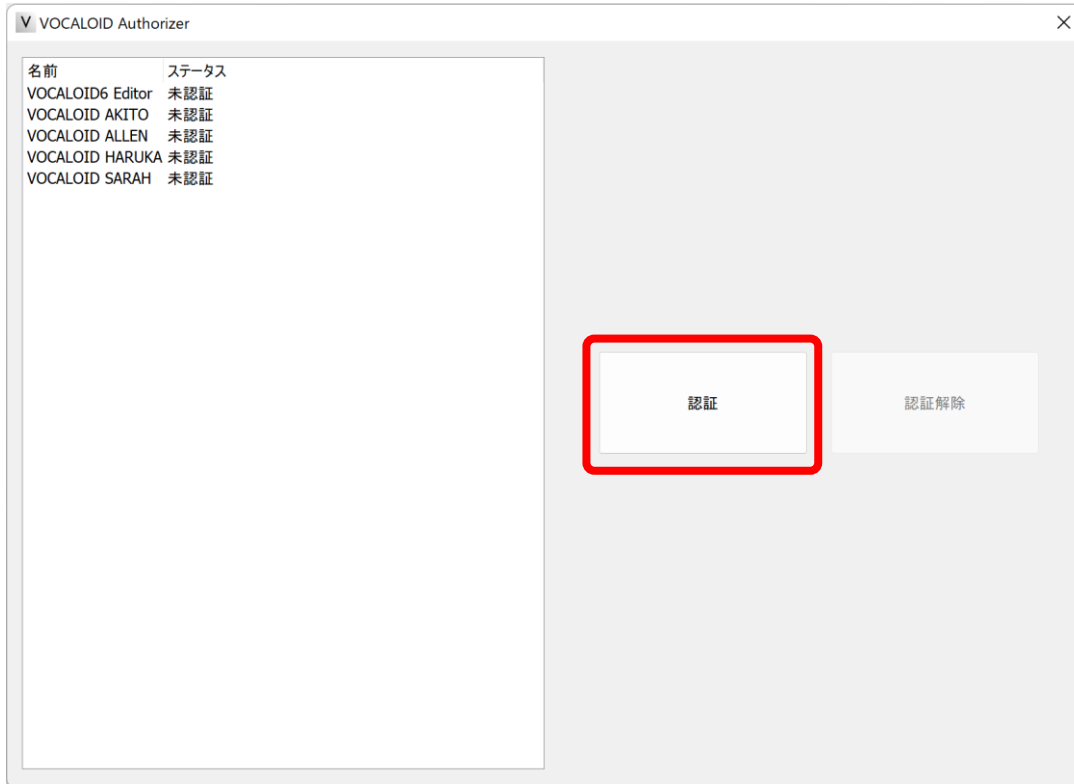 V VOCALOID Authorizer
名前 ステータス
VOCALOID6 Editor 未認証
VOCALOID AKITO 未認証
VOCALOID ALLEN 未認証
VOCALOID HARUKA 未認証
VOCALOID SARAH 未認証
認証 認証解除